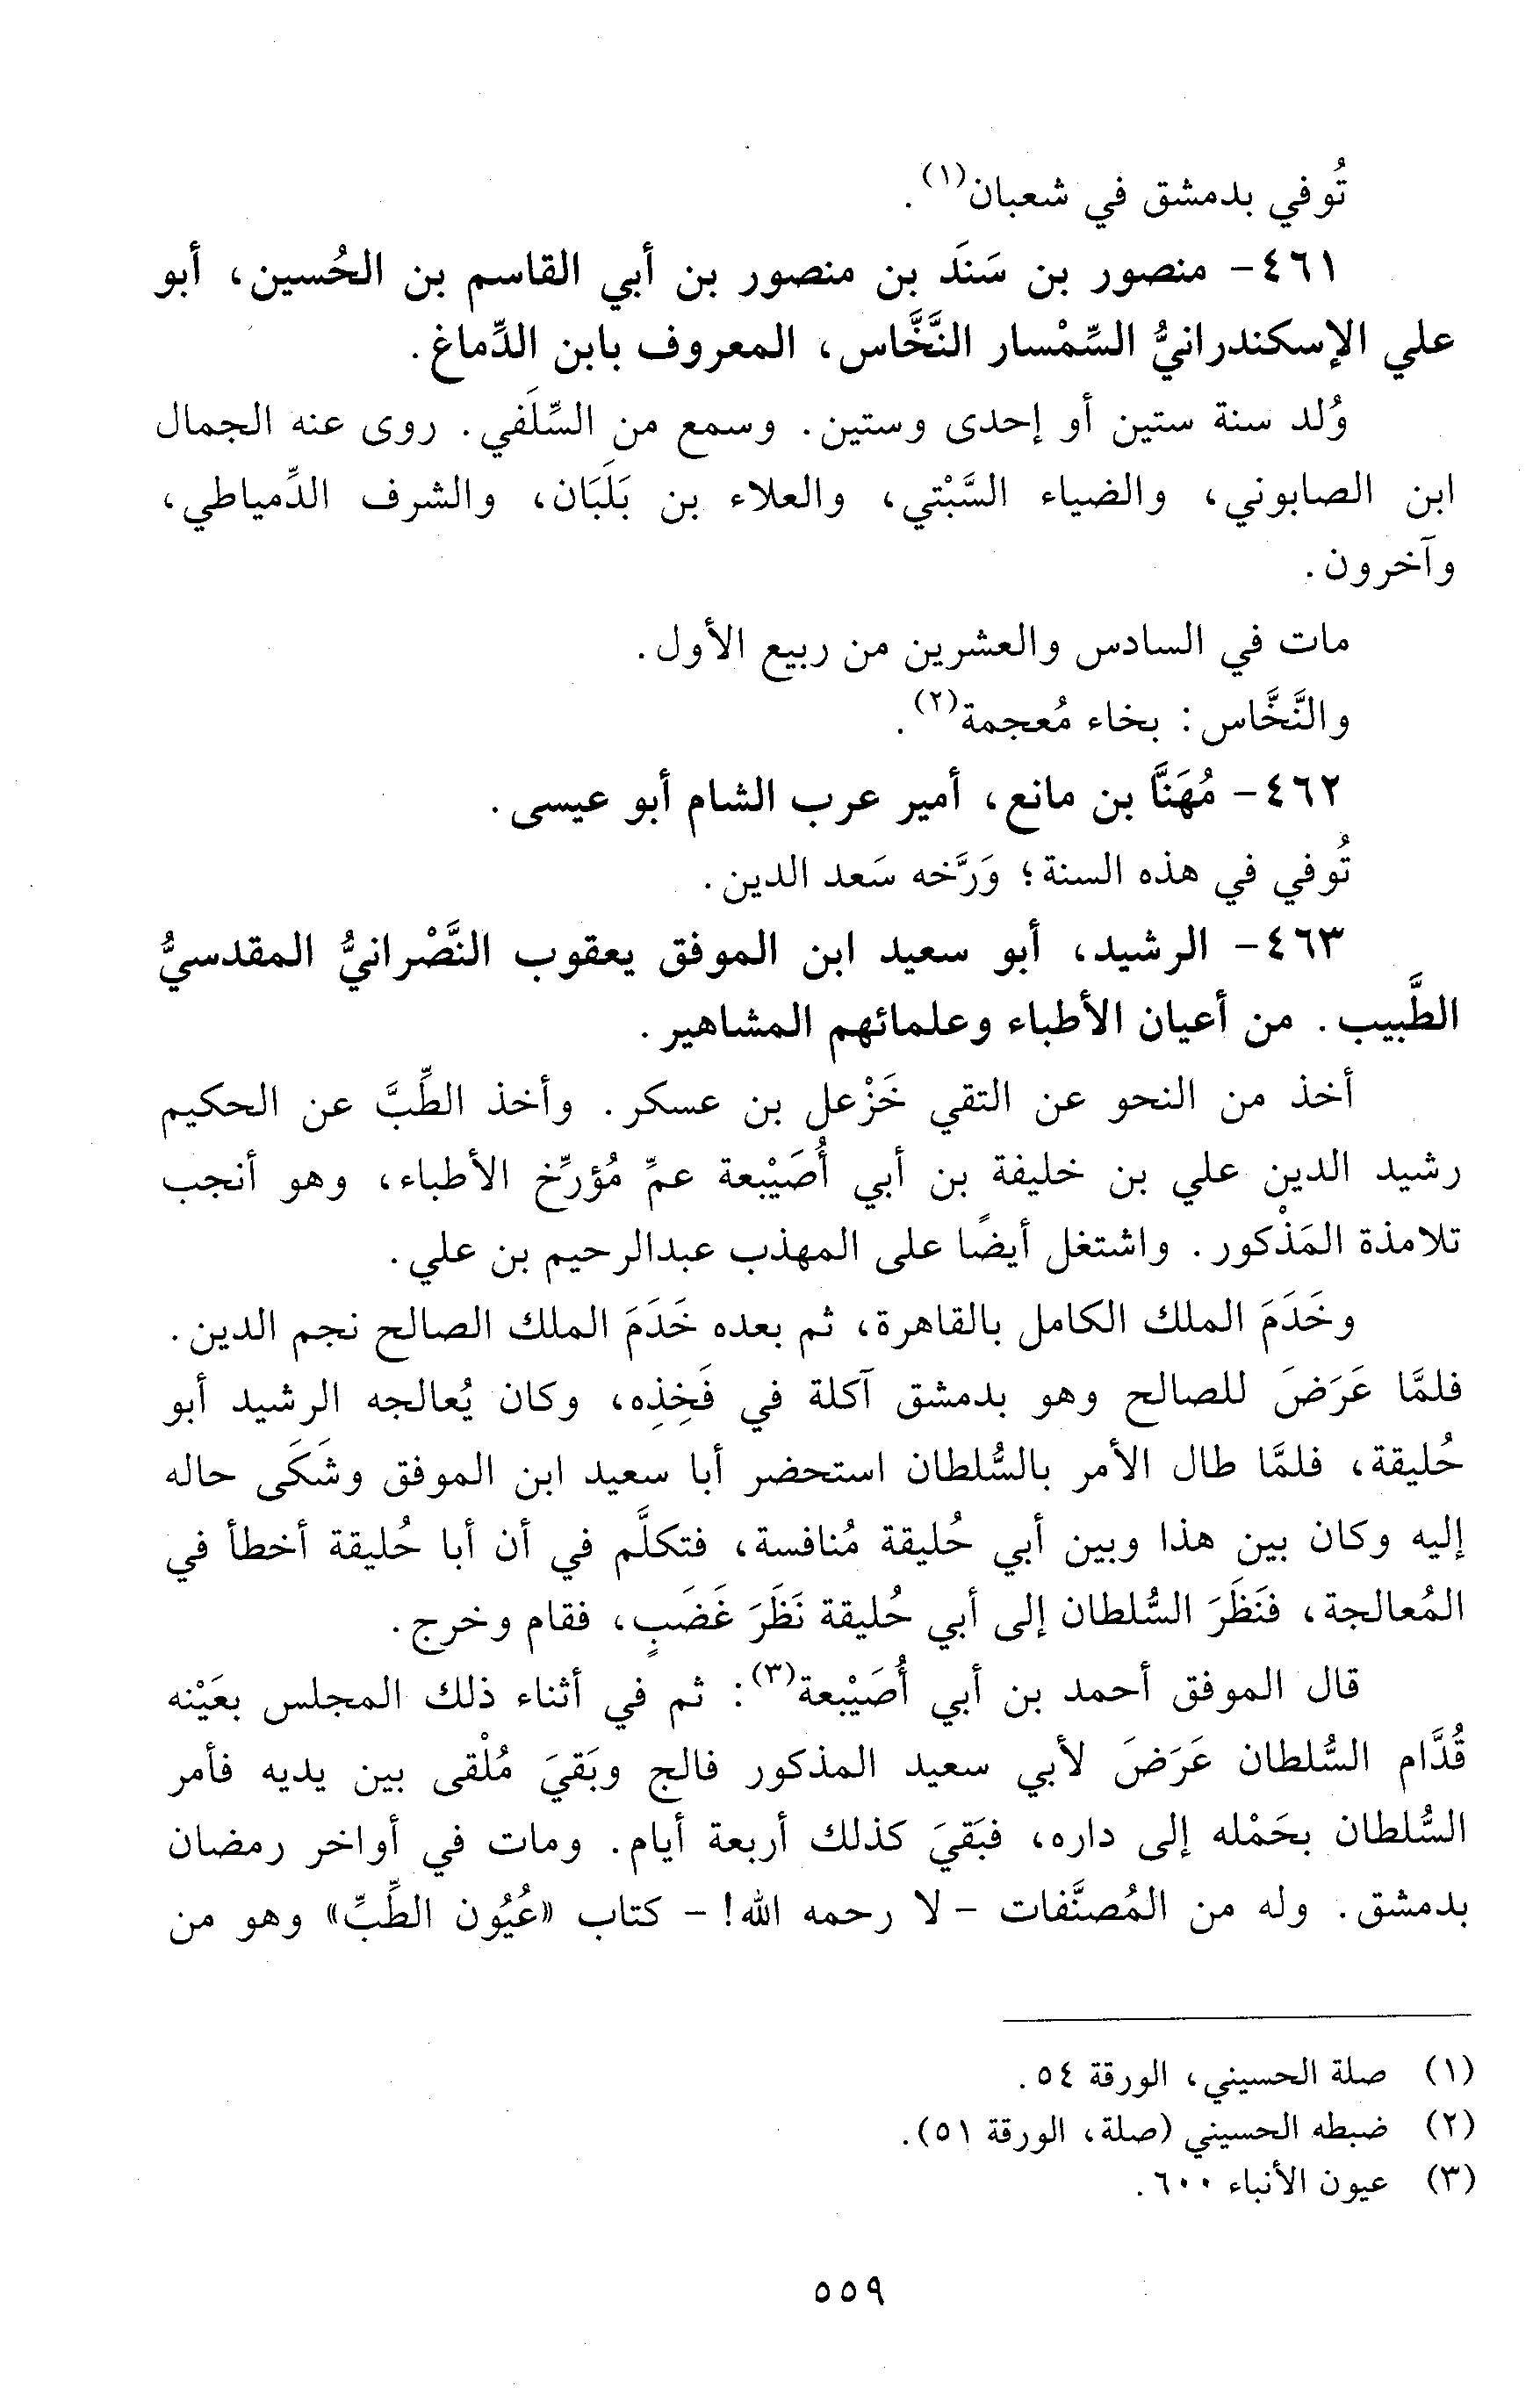 تُوفي بدمشق في شعبان(١).
٤٦١- منصور بن سَنَد بن منصور بن أبي القاسم بن الحُسين، أبو
علي الإسكندرانيُّ السِّمْسار النَّخَّاس، المعروف بابن الدِّماغ.
وُلد سنة ستين أو إحدى وستين. وسمع من السِّلَفي. روى عنه الجمال
ابن الصابوني، والضياء السَّبْتي، والعلاء بن بَلَبَان، والشرف الدِّمياطي،
وآخرون.
مات في السادس والعشرين من ربيع الأول.
والنَّخَّاس: بخاء مُعجمة(٢).
٤٦٢- مُهَنَّا بن مانع، أمير عرب الشام أبو عيسى.
تُوفي في هذه السنة؛ وَرَّخه سَعد الدين.
٤٦٣- الرشيد، أبو سعيد ابن الموفق يعقوب النَّصْرانيُّ المقدسيُّ
الطَّبيب. من أعيان الأطباء وعلمائهم المشاهير.
أخذ من النحو عن التقي خَزْعل بن عسكر. وأخذ الطِّبَّ عن الحكيم
رشيد الدين علي بن خليفة بن أبي أُصَيْبعة عمِّ مُؤرِّخ الأطباء، وهو أنجب
تلامذة المَذْكور. واشتغل أيضًا على المهذب عبدالرحيم بن علي.
وخَدَمَ الملك الكامل بالقاهرة، ثم بعده خَدَمَ الملك الصالح نجم الدين.
فلمَّا عَرَضَ للصالح وهو بدمشق آكلة في فَخِذِه، وكان يُعالجه الرشيد أبو
حُليقة، فلمَّا طال الأمر بالسُّلطان استحضر أبا سعيد ابن الموفق وشَكَى حاله
إليه وكان بين هذا وبين أبي حُليقة مُنافسة، فتكلَّم في أن أبا حُليقة أخطأ في
المُعالجة، فنَظَرَ السُّلطان إلى أبي حُليقة نَظَرَ غَضَبٍ، فقام وخرج.
قال الموفق أحمد بن أبي أُصَيْبعة(٣): ثم في أثناء ذلك المجلس بعَيْنه
قُدَّام السُّلطان عَرَضَ لأبي سعيد المذكور فالج وبَقيَ مُلْقى بين يديه فأمر
السُّلطان بحَمْله إلى داره، فبَقيَ كذلك أربعة أيام. ومات في أواخر رمضان
بدمشق. وله من المُصنَّفات - لا رحمه الله! - كتاب «عُيُون الطِّبِّ» وهو من
(١) صلة الحسيني، الورقة ٥٤.
(٢) ضبطه الحسيني (صلة، الورقة ٥١).
(٣) عيون الأنباء ٦٠٠.
٥٥٩